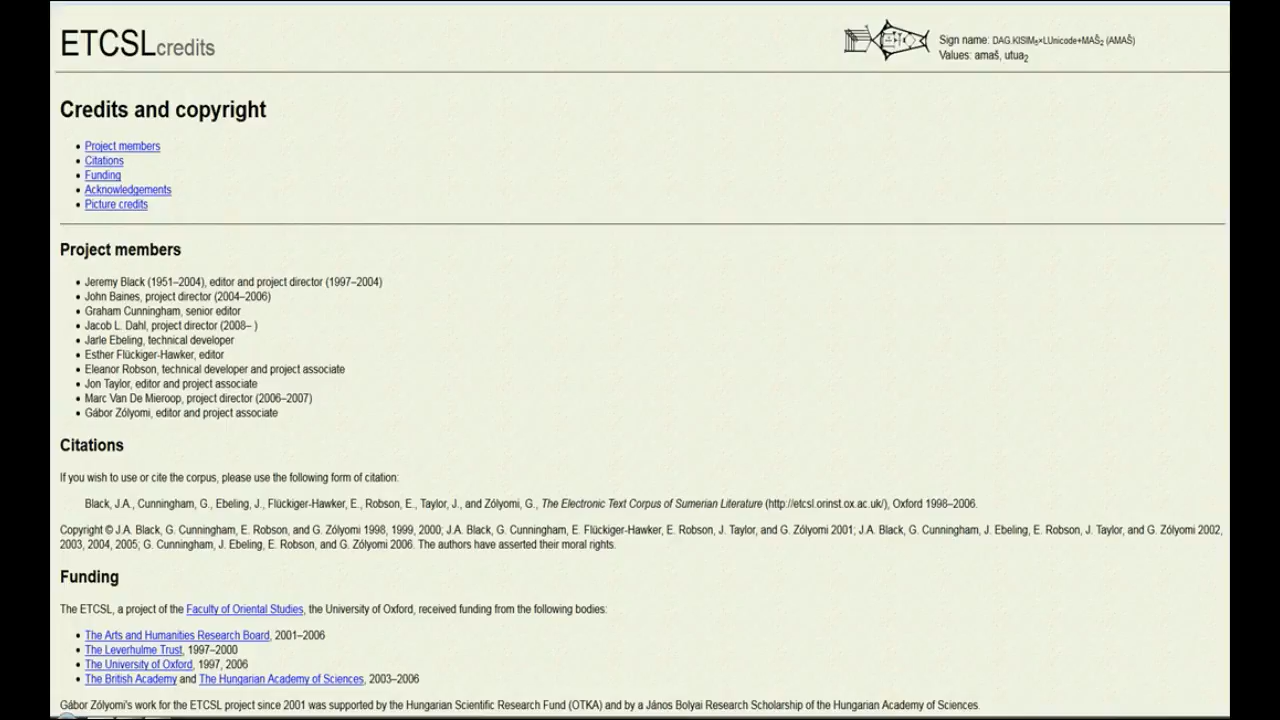 ETCSLcredits
Sign name: DAG.KISIM₅×LUnicode+MAŠ₂ (AMAŠ)
Values: amaš, utua₂
Credits and copyright
• Project members
• Citations
• Funding
• Acknowledgements
• Picture credits
Project members
• Jeremy Black (1951–2004), editor and project director (1997–2004)
• John Baines, project director (2004–2006)
• Graham Cunningham, senior editor
• Jacob L. Dahl, project director (2008– )
• Jarle Ebeling, technical developer
• Esther Flückiger-Hawker, editor
• Eleanor Robson, technical developer and project associate
• Jon Taylor, editor and project associate
• Marc Van De Mieroop, project director (2006–2007)
• Gábor Zólyomi, editor and project associate
Citations
If you wish to use or cite the corpus, please use the following form of citation:
Black, J.A., Cunningham, G., Ebeling, J., Flückiger-Hawker, E., Robson, E., Taylor, J., and Zólyomi, G., The Electronic Text Corpus of Sumerian Literature (http://etcsl.orinst.ox.ac.uk/), Oxford 1998–2006.
Copyright © J.A. Black, G. Cunningham, E. Robson, and G. Zólyomi 1998, 1999, 2000; J.A. Black, G. Cunningham, E. Flückiger-Hawker, E. Robson, J. Taylor, and G. Zólyomi 2001; J.A. Black, G. Cunningham, J. Ebeling, E. Robson, J. Taylor, and G. Zólyomi 2002,
2003, 2004, 2005; G. Cunningham, J. Ebeling, E. Robson, and G. Zólyomi 2006. The authors have asserted their moral rights.
Funding
The ETCSL, a project of the Faculty of Oriental Studies, the University of Oxford, received funding from the following bodies:
• The Arts and Humanities Research Board, 2001–2006
• The Leverhulme Trust, 1997–2000
• The University of Oxford, 1997, 2006
• The British Academy and The Hungarian Academy of Sciences, 2003–2006
Gábor Zólyomi's work for the ETCSL project since 2001 was supported by the Hungarian Scientific Research Fund (OTKA) and by a János Bolyai Research Scholarship of the Hungarian Academy of Sciences.